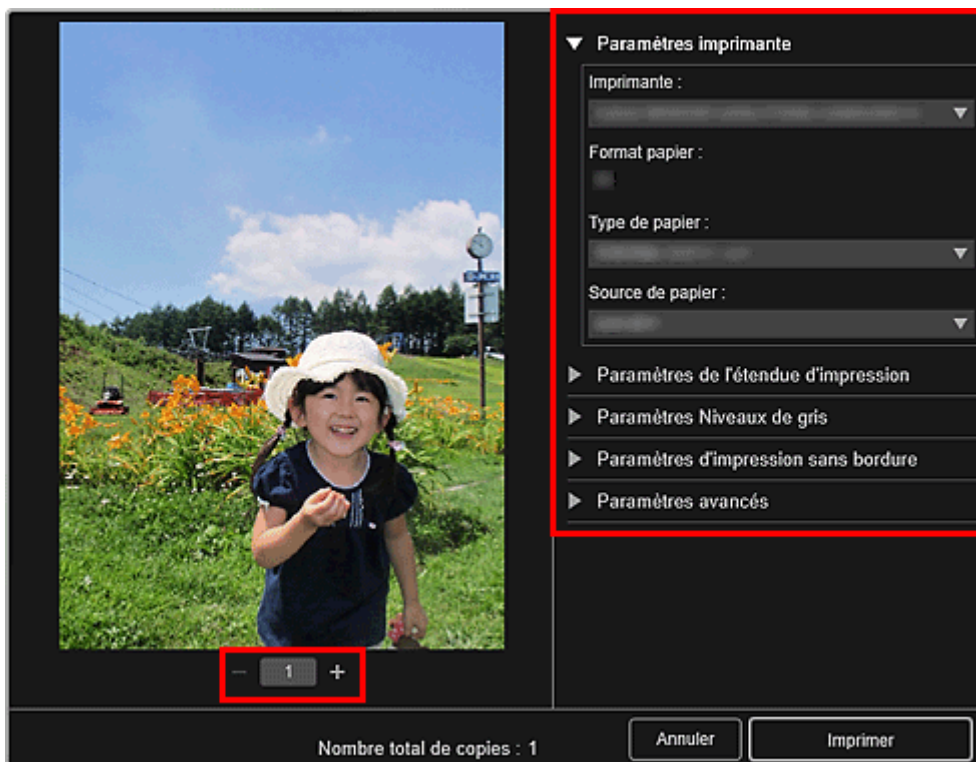 Paramètres imprimante
Imprimante :
Format papier :
Type de papier :
Source de papier :
Paramètres de l'étendue d'impression
Paramètres Niveaux de gris
Paramètres d'impression sans bordure
Paramètres avancés
1
Nombre total de copies : 1
Annuler
Imprimer